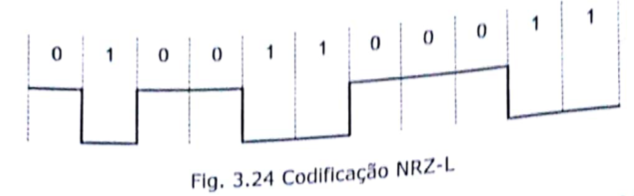 0 1 0 0 1 1 0 0 0 1 1
Fig. 3.24 Codificação NRZ-L